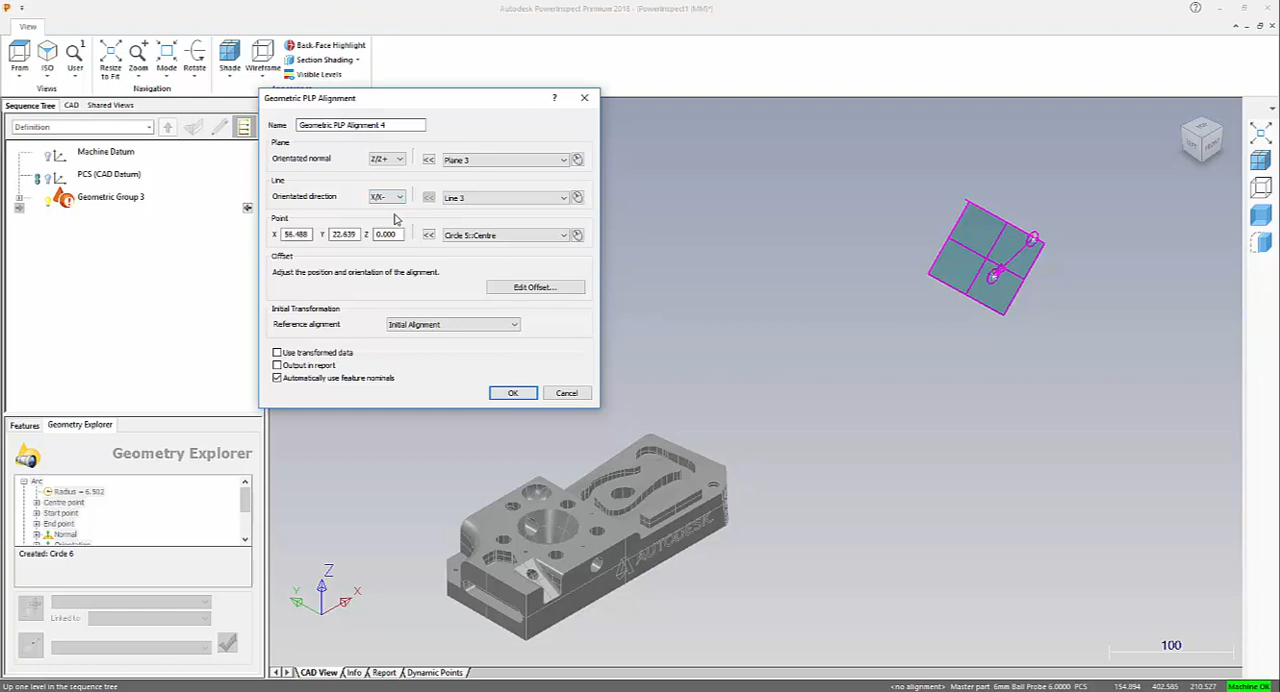 Autodesk PowerInspect Premium 2018 - [PowerInspect1 (MM)*]
View
From
ISO
User
Resize to Fit
Zoom
Mode
Rotate
Shade
Wireframe
Back-Face Highlight
Section Shading
Visible Levels
Views
Navigation
Sequence Tree CAD Shared Views
Definition
Machine Datum
PCS (CAD Datum)
Geometric Group 3
Geometric PLP Alignment
Name Geometric PLP Alignment 4
Plane
Orientated normal Z/Z+ << Plane 3
Line
Orientated direction X/X- << Line 3
Point
X 56.488 Y 22.639 Z 0.000 << Circle 5::Centre
Offset
Adjust the position and orientation of the alignment.
Edit Offset...
Initial Transformation
Reference alignment Initial Alignment
Use transformed data
Output in report
Automatically use feature nominals
OK Cancel
TOP
LEFT FRONT
Features Geometry Explorer
Geometry Explorer
Arc
Radius = 6.502
Centre point
Start point
End point
Normal
Created: Circle 6
Linked to
AUTODESK
Z
Y X
100
CAD View Info Report Dynamic Points
Up one level in the sequence tree
<no alignment> Master part 6mm Ball Probe 6.0000 PCS 154.894 402.585 210.527 Machine OK